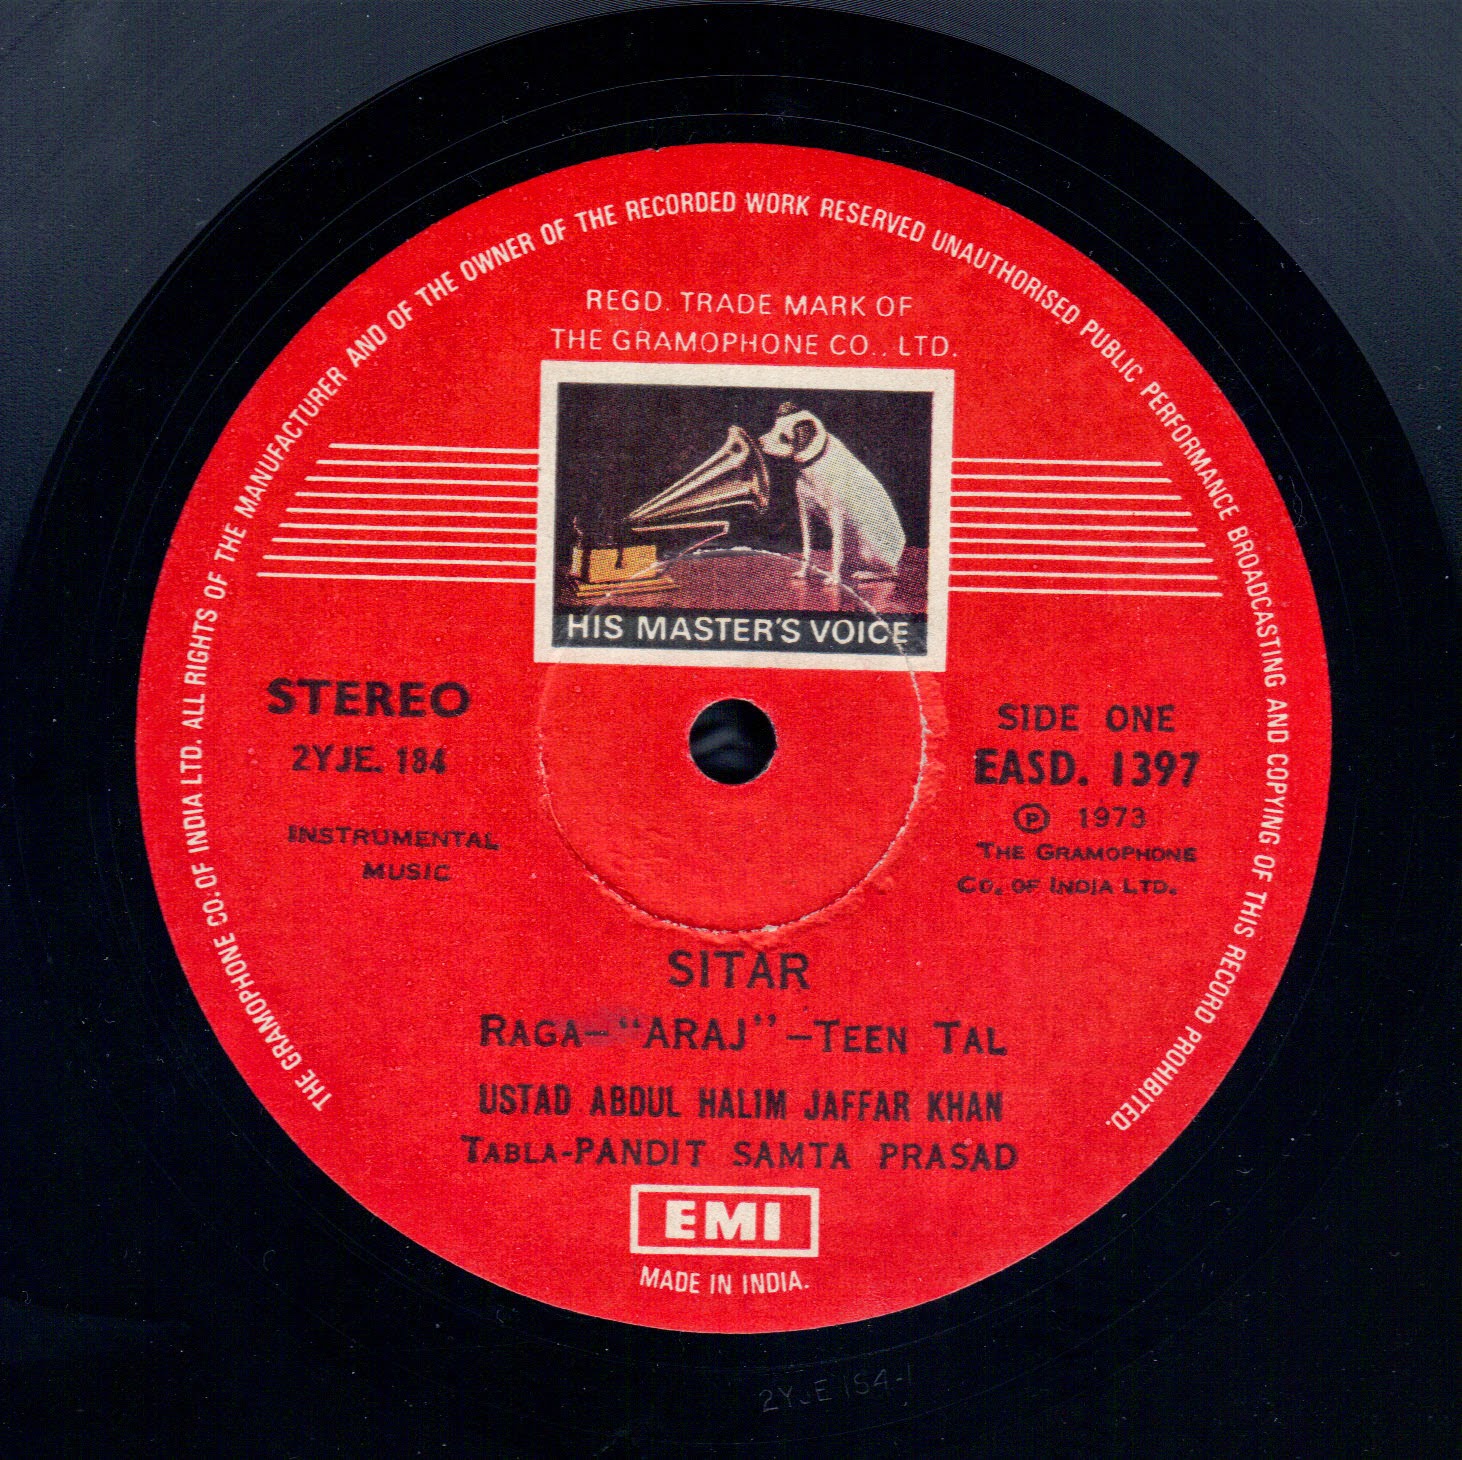 THE GRAMOPHONE CO. OF INDIA LTD. ALL RIGHTS OF THE MANUFACTURER AND OF THE OWNER OF THE RECORDED WORK RESERVED UNAUTHORISED PUBLIC PERFORMANCE BROADCASTING AND COPYING OF THIS RECORD PROHIBITED.
REGD. TRADE MARK OF
THE GRAMOPHONE CO., LTD.
HIS MASTER'S VOICE
STEREO
2YJE. 184
INSTRUMENTAL
MUSIC
SIDE ONE
EASD. 1397
℗ 1973
THE GRAMOPHONE
CO. OF INDIA LTD.
SITAR
RAGA–"ARAJ"–TEEN TAL
USTAD ABDUL HALIM JAFFAR KHAN
TABLA-PANDIT SAMTA PRASAD
EMI
MADE IN INDIA.
2YJE 184-1